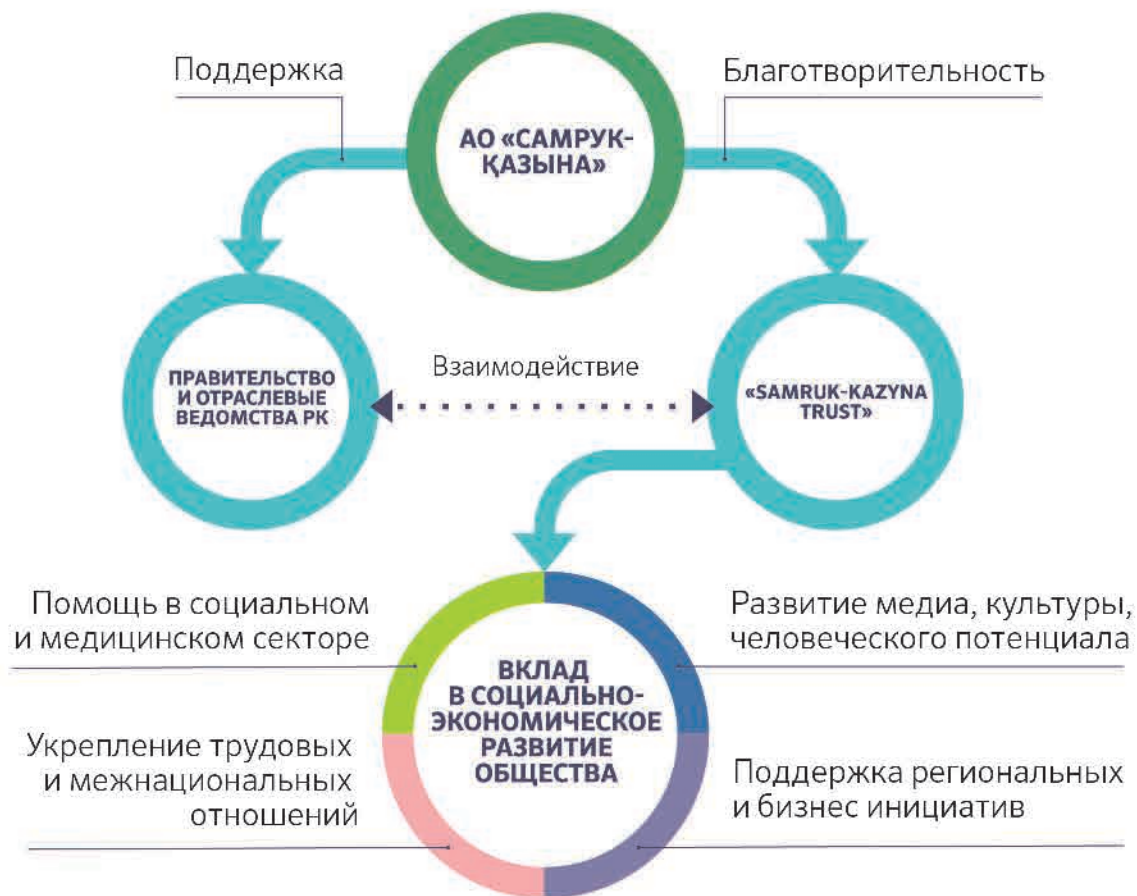 Поддержка
Благотворительность
АО «САМРУК-
ҚАЗЫНА»
ПРАВИТЕЛЬСТВО
И ОТРАСЛЕВЫЕ
ВЕДОМСТВА РК
Взаимодействие
«SAMRUK-KAZYNA
TRUST»
Помощь в социальном
и медицинском секторе
Развитие медиа, культуры,
человеческого потенциала
ВКЛАД
В СОЦИАЛЬНО-
ЭКОНОМИЧЕСКОЕ
РАЗВИТИЕ
ОБЩЕСТВА
Укрепление трудовых
и межнациональных
отношений
Поддержка региональных
и бизнес инициатив